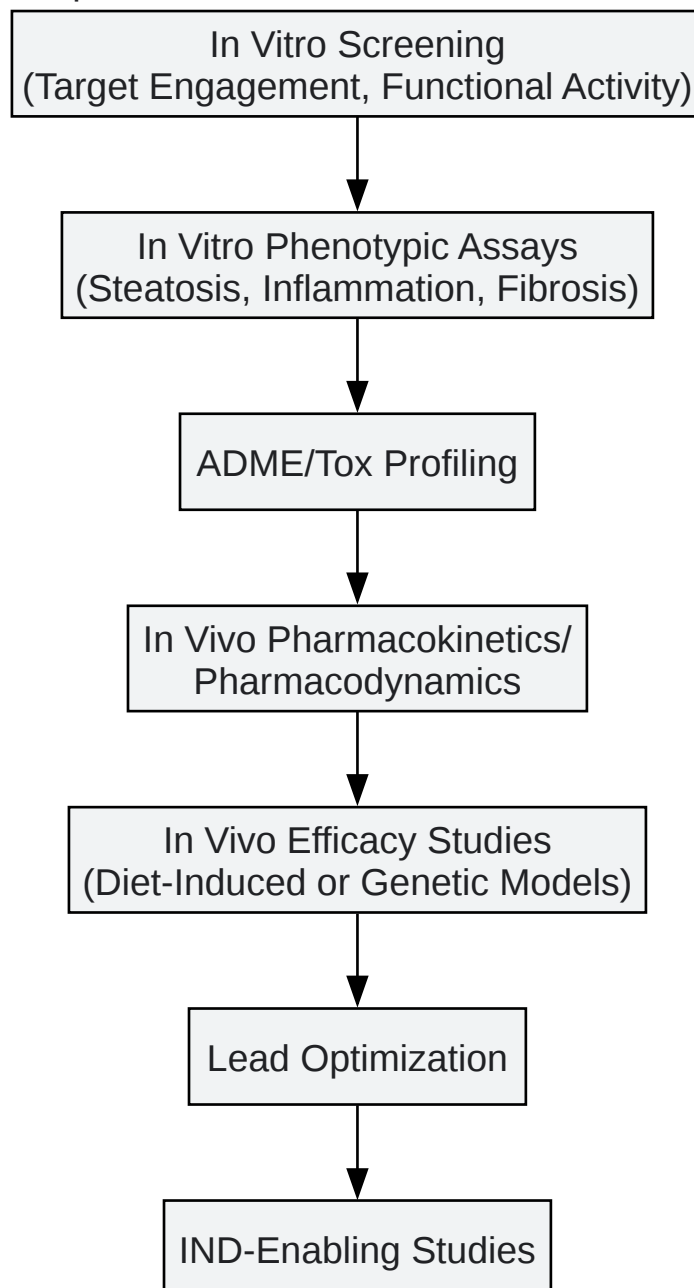 In Vitro Screening
(Target Engagement, Functional Activity)
In Vitro Phenotypic Assays
(Steatosis, Inflammation, Fibrosis)
ADME/Tox Profiling
In Vivo Pharmacokinetics/
Pharmacodynamics
In Vivo Efficacy Studies
(Diet-Induced or Genetic Models)
Lead Optimization
IND-Enabling Studies